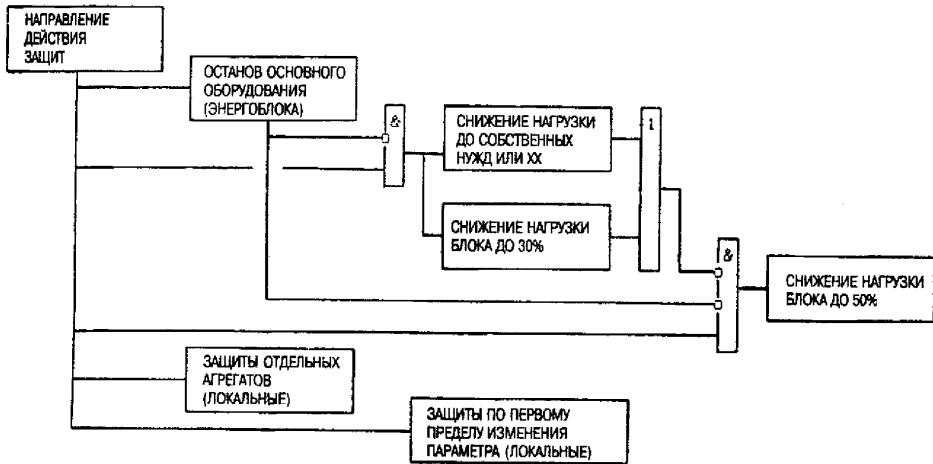 НАПРАВЛЕНИЕ
ДЕЙСТВИЯ
ЗАЩИТ
ОСТАНОВ ОСНОВНОГО
ОБОРУДОВАНИЯ
(ЭНЕРГОБЛОКА)
&
СНИЖЕНИЕ НАГРУЗКИ
ДО СОБСТВЕННЫХ
НУЖД ИЛИ ХХ
1
СНИЖЕНИЕ НАГРУЗКИ
БЛОКА ДО 30%
&
СНИЖЕНИЕ НАГРУЗКИ
БЛОКА ДО 50%
ЗАЩИТЫ ОТДЕЛЬНЫХ
АГРЕГАТОВ
(ЛОКАЛЬНЫЕ)
ЗАЩИТЫ ПО ПЕРВОМУ
ПРЕДЕЛУ ИЗМЕНЕНИЯ
ПАРАМЕТРА (ЛОКАЛЬНЫЕ)